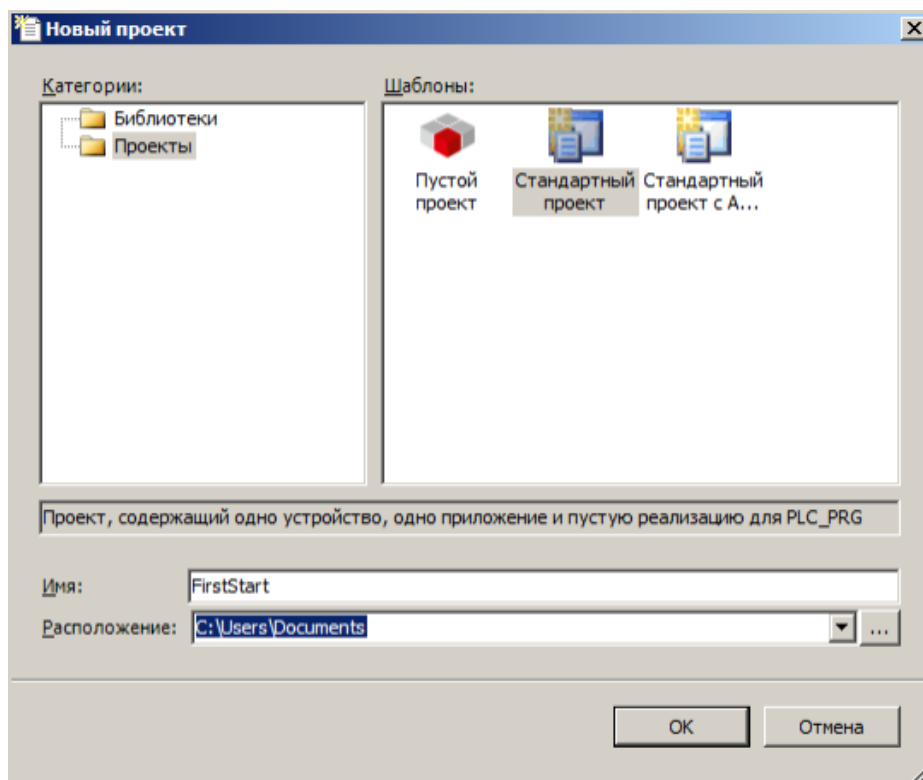 Новый проект
Категории:
Шаблоны:
Библиотеки
Проекты
Пустой
проект
Стандартный
проект
Стандартный
проект с А...
Проект, содержащий одно устройство, одно приложение и пустую реализацию для PLC_PRG
Имя:
FirstStart
Расположение:
C:\Users\Documents
...
OK
Отмена